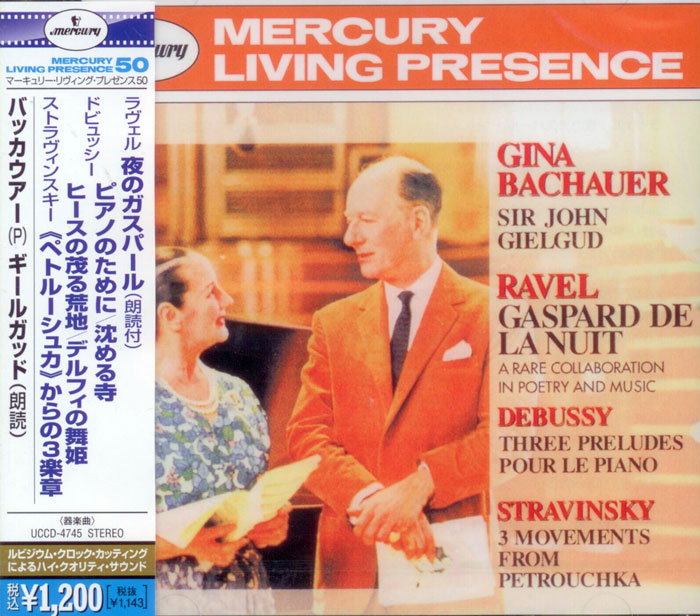 mercury
MERCURY
LIVING PRESENCE 50
マーキュリー・リヴィング・プレゼンス50
ラヴェル 夜のガスパール(朗読付)
ドビュッシー ピアノのために/沈める寺
ヒースの茂る荒地/デルフィの舞姫
ストラヴィンスキー 《ペトルーシュカ》からの3楽章
バッカウアー(P) ギールガッド(朗読)
〈器楽曲〉
UCCD-4745 STEREO
ルビジウム・クロック・カッティング
によるハイ・クオリティ・サウンド
税込 ¥1,200 [税抜 ¥1,143]
mercury
MERCURY
LIVING PRESENCE
GINA
BACHAUER
SIR JOHN
GIELGUD
RAVEL
GASPARD DE
LA NUIT
A RARE COLLABORATION
IN POETRY AND MUSIC
DEBUSSY
THREE PRELUDES
POUR LE PIANO
STRAVINSKY
3 MOVEMENTS
FROM
PETROUCHKA